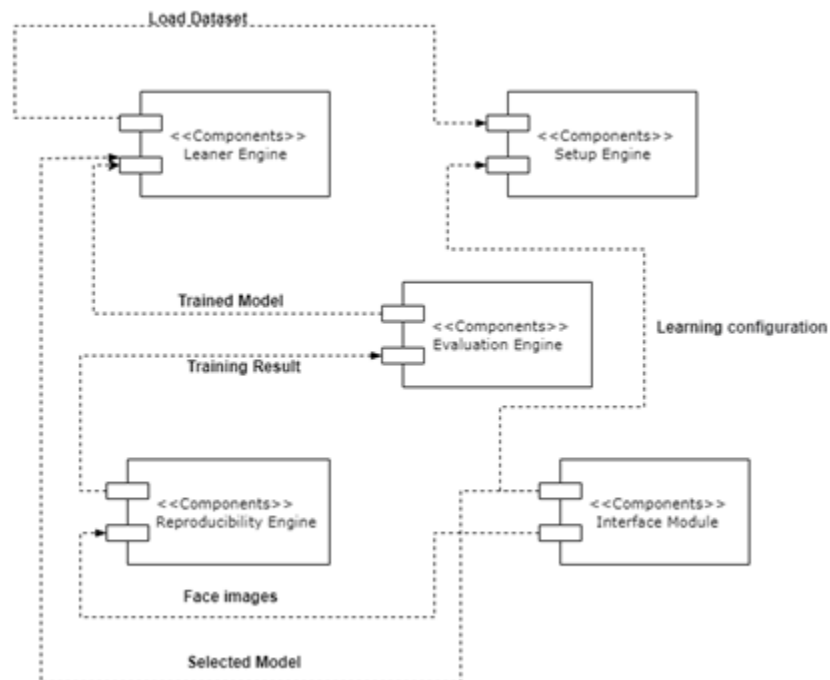 Load Dataset
<<Components>>
Leaner Engine
<<Components>>
Setup Engine
Trained Model
<<Components>>
Evaluation Engine
Learning configuration
Training Result
<<Components>>
Reproducibility Engine
<<Components>>
Interface Module
Face images
Selected Model